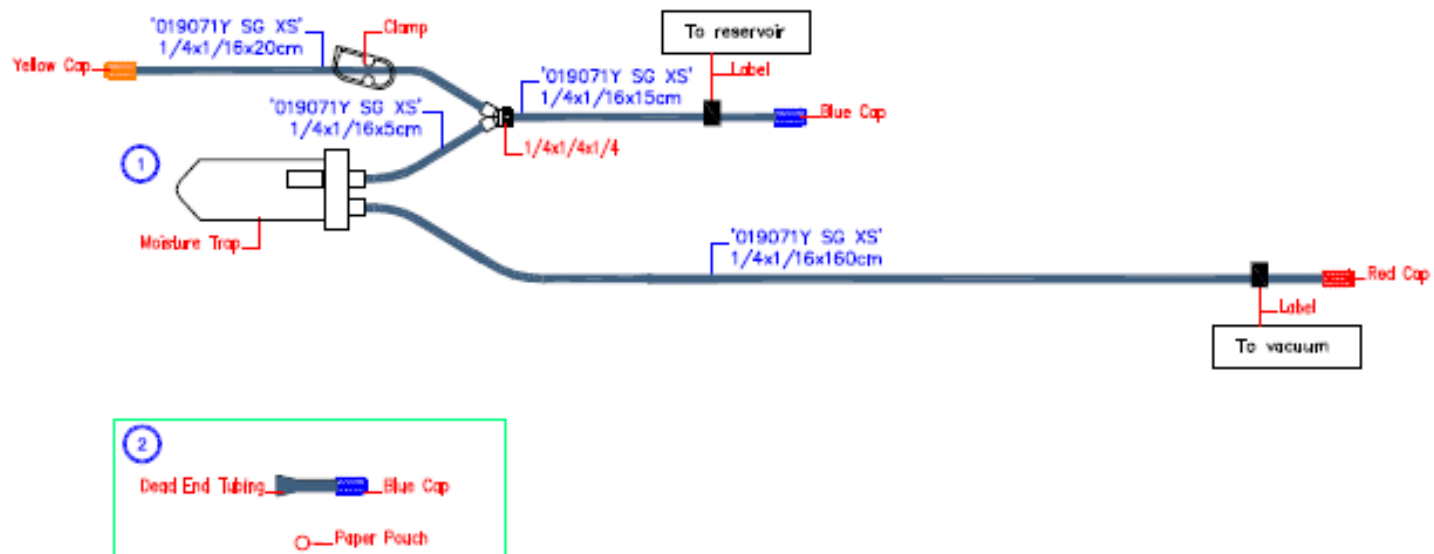 '019071Y SG XS'
1/4x1/16x20cm
Clamp
To reservoir
Yellow Cap
'019071Y SG XS'
1/4x1/16x15cm
Label
'019071Y SG XS'
1/4x1/16x5cm
Blue Cap
1/4x1/4x1/4
1
Moisture Trap
'019071Y SG XS'
1/4x1/16x160cm
Red Cap
Label
To vacuum
2
Dead End Tubing
Blue Cap
Paper Pouch